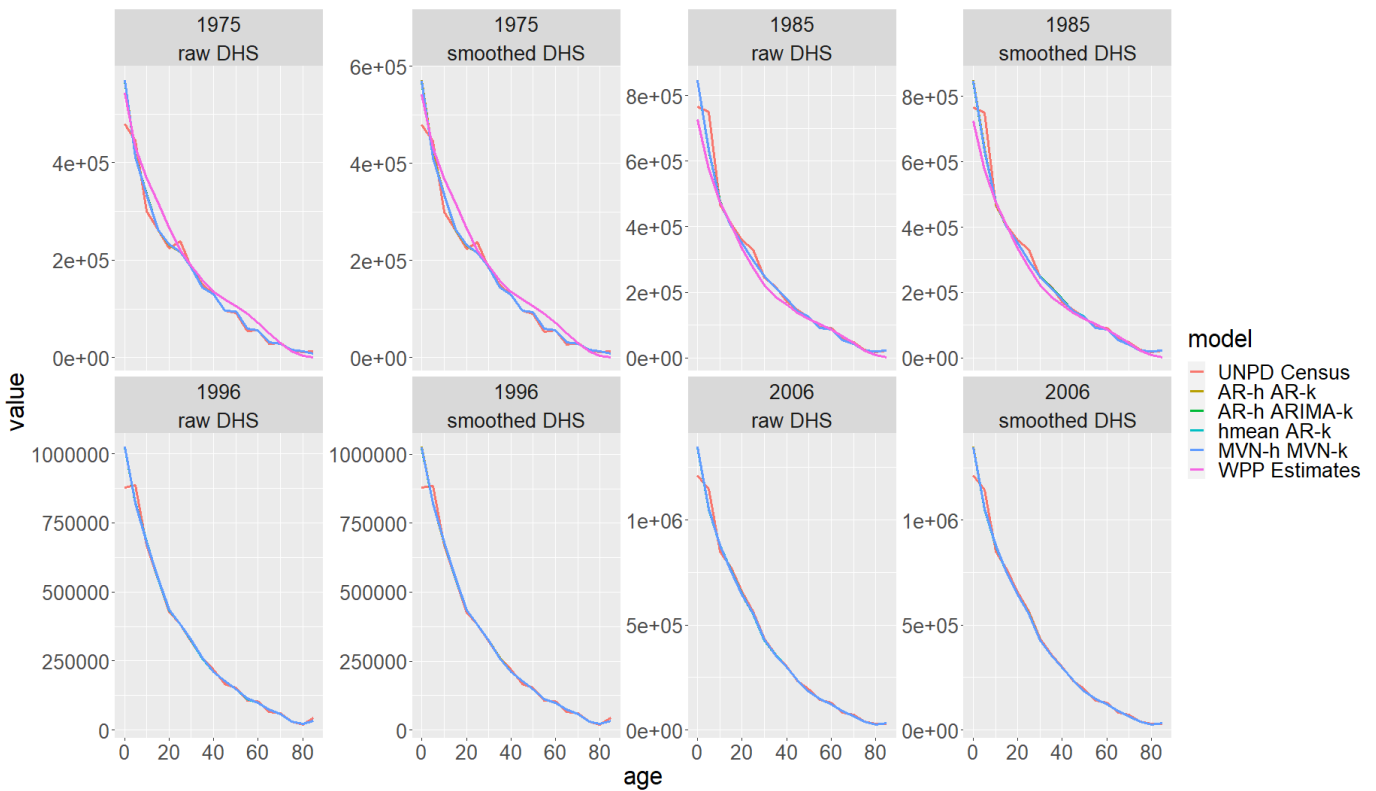 1975
raw DHS
1975
smoothed DHS
1985
raw DHS
1985
smoothed DHS
4e+05
2e+05
0e+00
6e+05
4e+05
2e+05
0e+00
8e+05
6e+05
4e+05
2e+05
0e+00
8e+05
6e+05
4e+05
2e+05
0e+00
1996
raw DHS
1996
smoothed DHS
2006
raw DHS
2006
smoothed DHS
1000000
750000
500000
250000
0
1000000
750000
500000
250000
0
1e+06
5e+05
0e+00
1e+06
5e+05
0e+00
0 20 40 60 80
0 20 40 60 80
0 20 40 60 80
0 20 40 60 80
age
value
model
UNPD Census
AR-h AR-k
AR-h ARIMA-k
hmean AR-k
MVN-h MVN-k
WPP Estimates